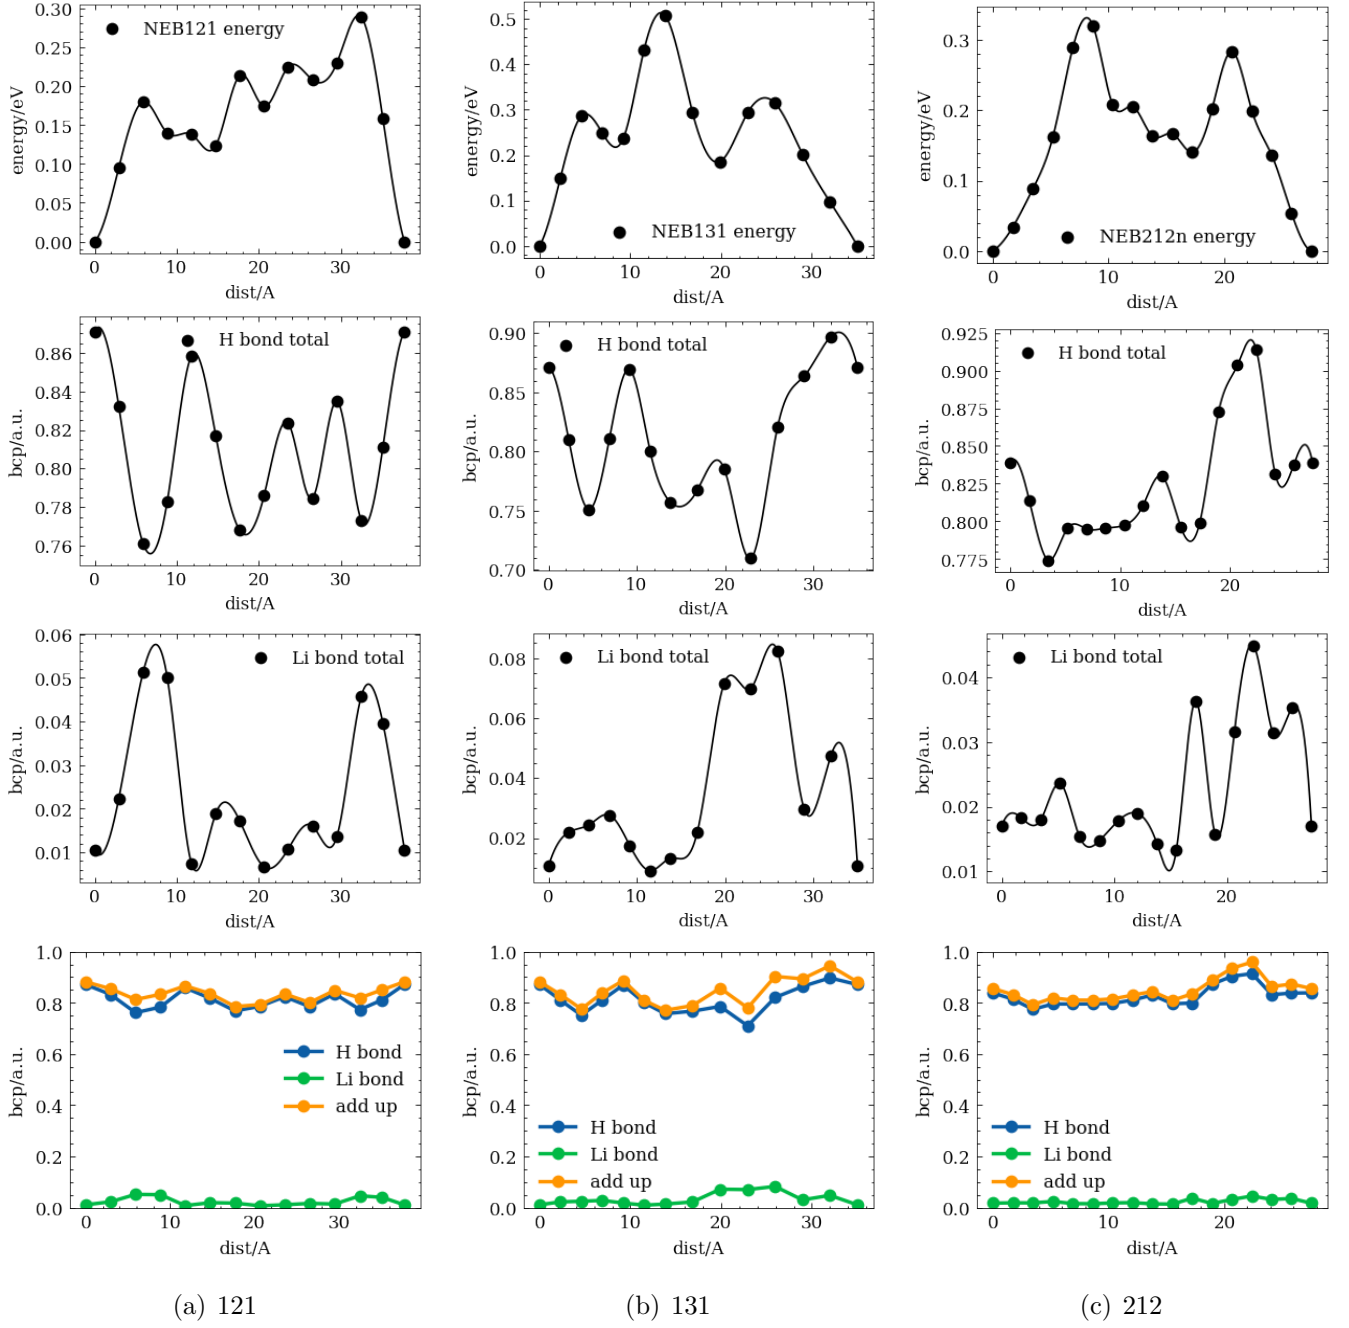 NEB121 energy
energy/eV
0.30
0.25
0.20
0.15
0.10
0.05
0.00
0 10 20 30
dist/A
NEB131 energy
energy/eV
0.5
0.4
0.3
0.2
0.1
0.0
0 10 20 30
dist/A
NEB212n energy
energy/eV
0.3
0.2
0.1
0.0
0 10 20
dist/A
H bond total
bcp/a.u.
0.86
0.84
0.82
0.80
0.78
0.76
0 10 20 30
dist/A
H bond total
bcp/a.u.
0.90
0.85
0.80
0.75
0.70
0 10 20 30
dist/A
H bond total
bcp/a.u.
0.925
0.900
0.875
0.850
0.825
0.800
0.775
0 10 20
dist/A
Li bond total
bcp/a.u.
0.06
0.05
0.04
0.03
0.02
0.01
0 10 20 30
dist/A
Li bond total
bcp/a.u.
0.08
0.06
0.04
0.02
0 10 20 30
dist/A
Li bond total
bcp/a.u.
0.04
0.03
0.02
0.01
0 10 20
dist/A
bcp/a.u.
1.0
0.8
0.6
0.4
0.2
0.0
H bond
Li bond
add up
0 10 20 30
dist/A
bcp/a.u.
1.0
0.8
0.6
0.4
0.2
0.0
H bond
Li bond
add up
0 10 20 30
dist/A
bcp/a.u.
1.0
0.8
0.6
0.4
0.2
0.0
H bond
Li bond
add up
0 10 20
dist/A
(a) 121
(b) 131
(c) 212